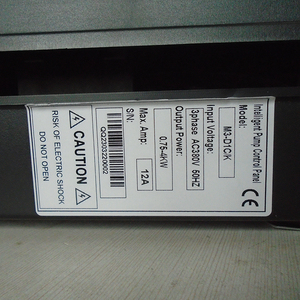 Intelligent Pump Control Panel
Model: M3-D1C/K
Input Voltage: 3phase AC380V 50HZ
Output Power: 0.75-4KW
Max. Amp: 12A
S/N: QQ2303220002
CE
CAUTION
RISK OF ELECTRIC SHOCK
DO NOT OPEN